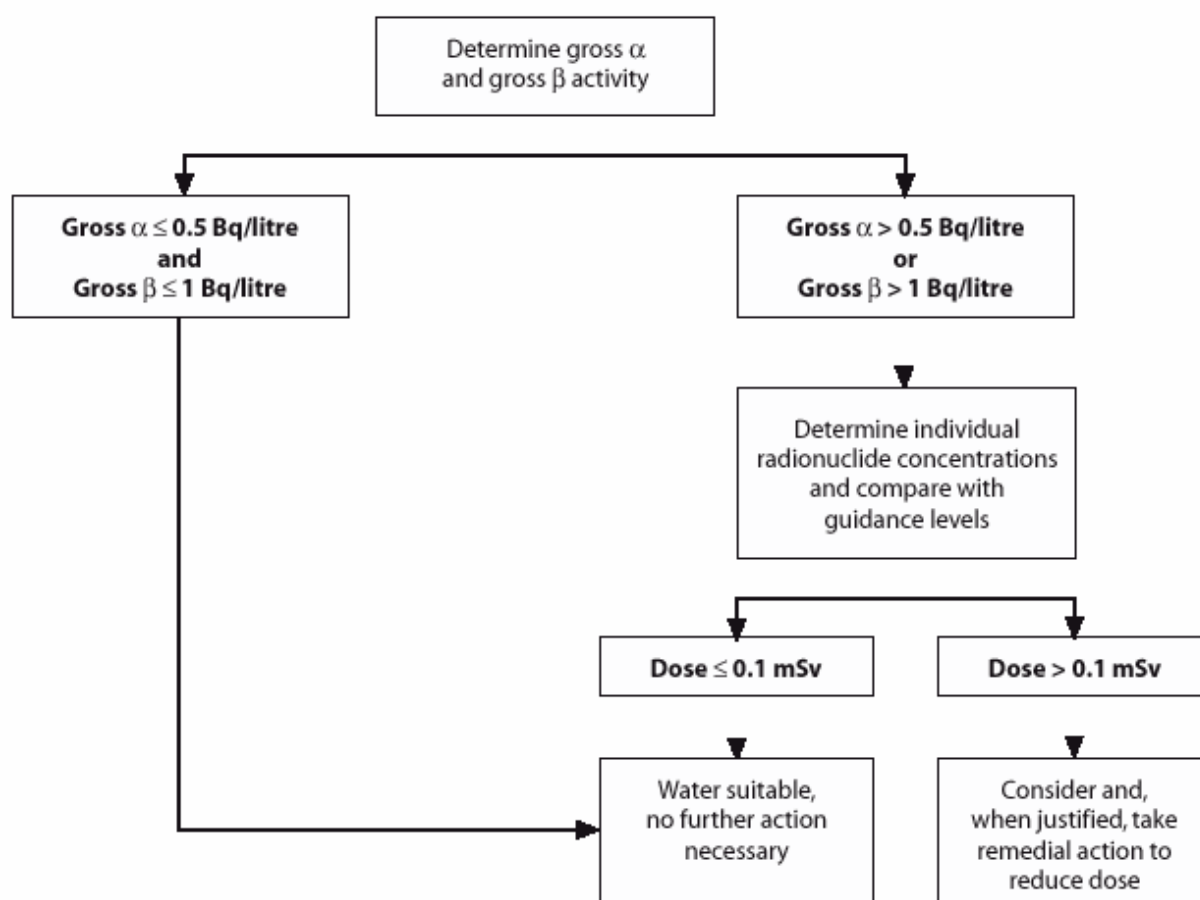 Determine gross α
and gross β activity
Gross α ≤ 0.5 Bq/litre
and
Gross β ≤ 1 Bq/litre
Gross α > 0.5 Bq/litre
or
Gross β > 1 Bq/litre
Determine individual
radionuclide concentrations
and compare with
guidance levels
Dose ≤ 0.1 mSv
Dose > 0.1 mSv
Water suitable,
no further action
necessary
Consider and,
when justified, take
remedial action to
reduce dose